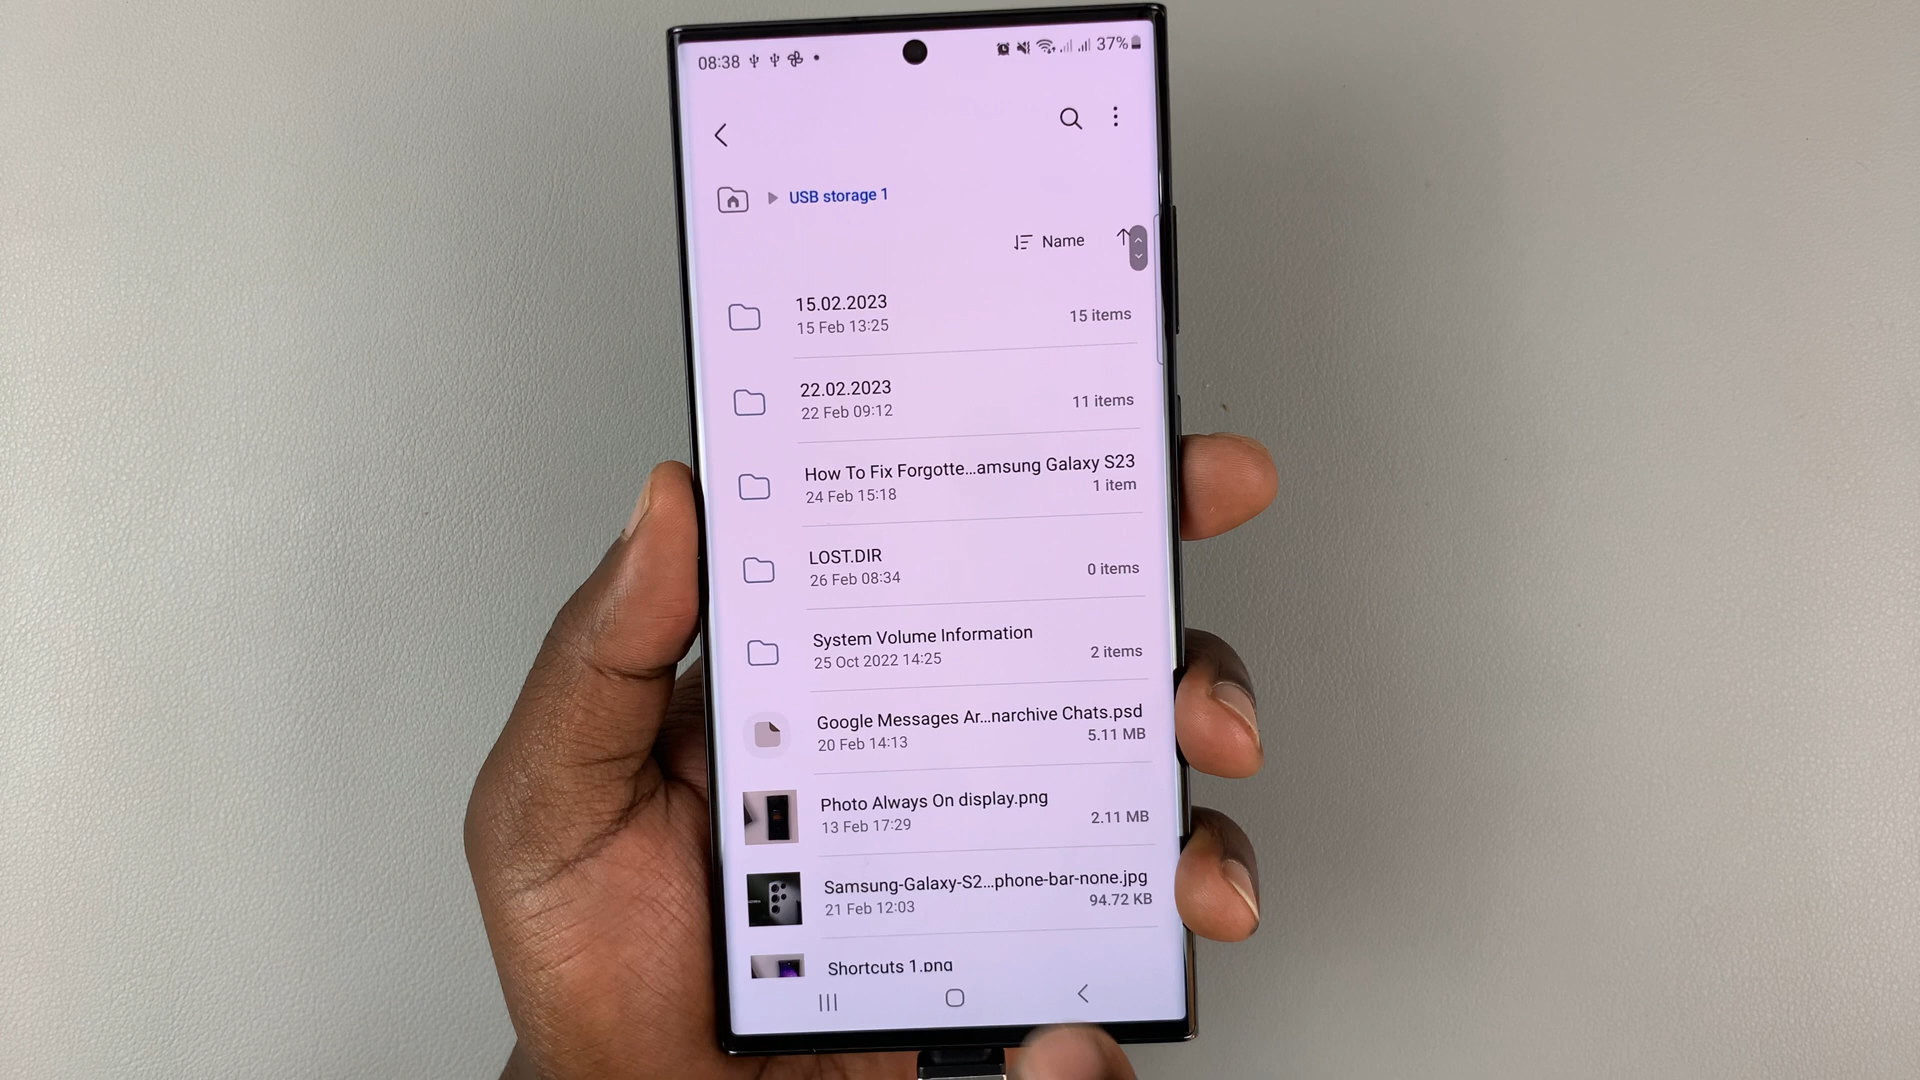 08:38
37%
USB storage 1
Name
15.02.2023
15 Feb 13:25
15 items
22.02.2023
22 Feb 09:12
11 items
How To Fix Forgotte...amsung Galaxy S23
24 Feb 15:18
1 item
LOST.DIR
26 Feb 08:34
0 items
System Volume Information
25 Oct 2022 14:25
2 items
Google Messages Ar...narchive Chats.psd
20 Feb 14:13
5.11 MB
Photo Always On display.png
13 Feb 17:29
2.11 MB
Samsung-Galaxy-S2...phone-bar-none.jpg
21 Feb 12:03
94.72 KB
Shortcuts 1.png